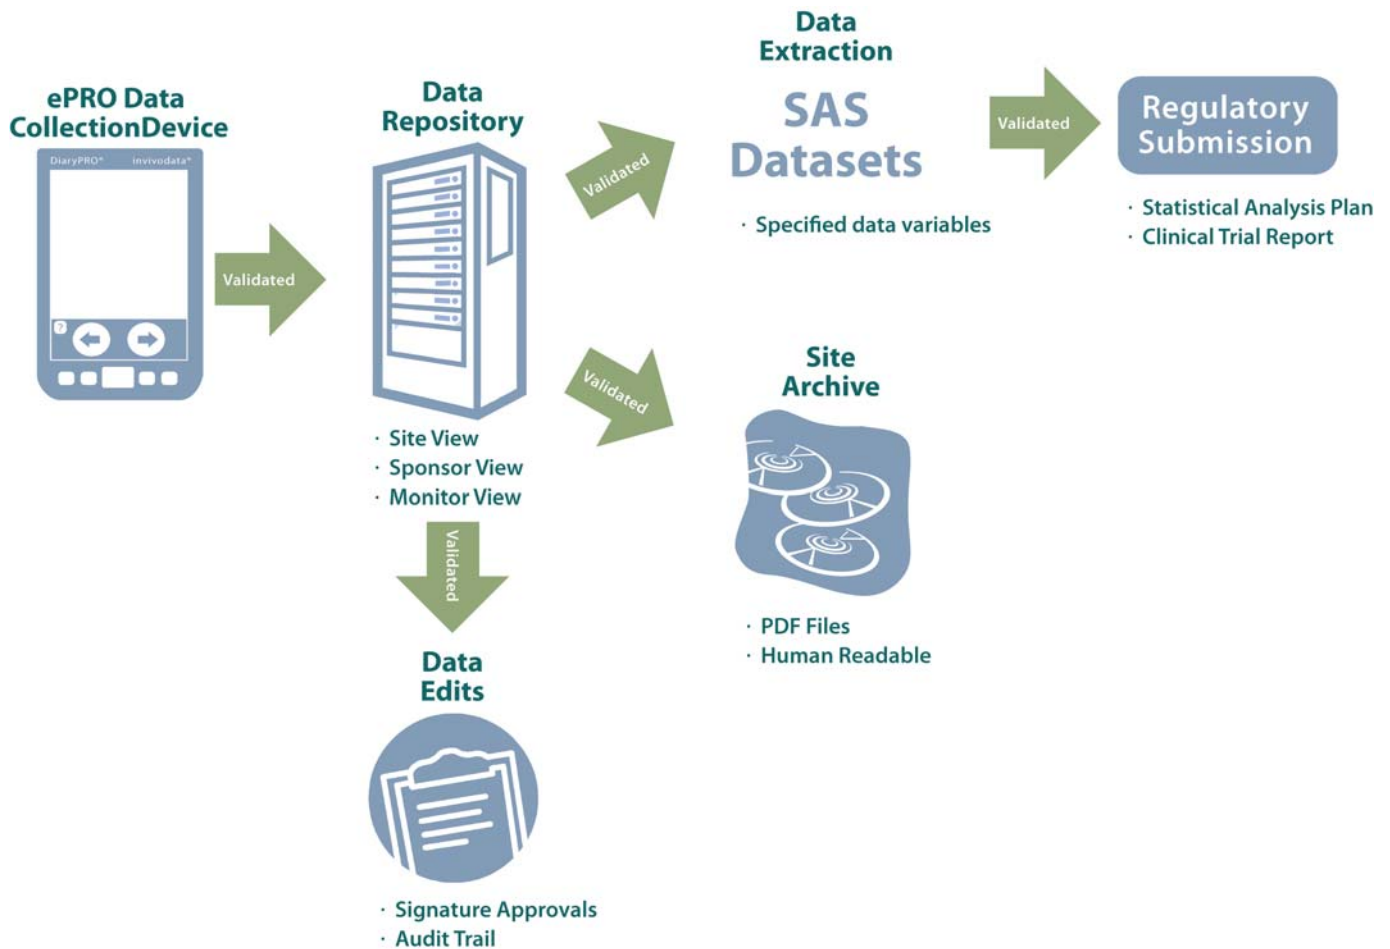 ePRO Data
CollectionDevice
DiaryPRO® invivodata®
?
Validated
Data
Repository
· Site View
· Sponsor View
· Monitor View
Validated
Data
Extraction
SAS
Datasets
· Specified data variables
Validated
Regulatory
Submission
· Statistical Analysis Plan
· Clinical Trial Report
Validated
Site
Archive
· PDF Files
· Human Readable
Validated
Data
Edits
· Signature Approvals
· Audit Trail